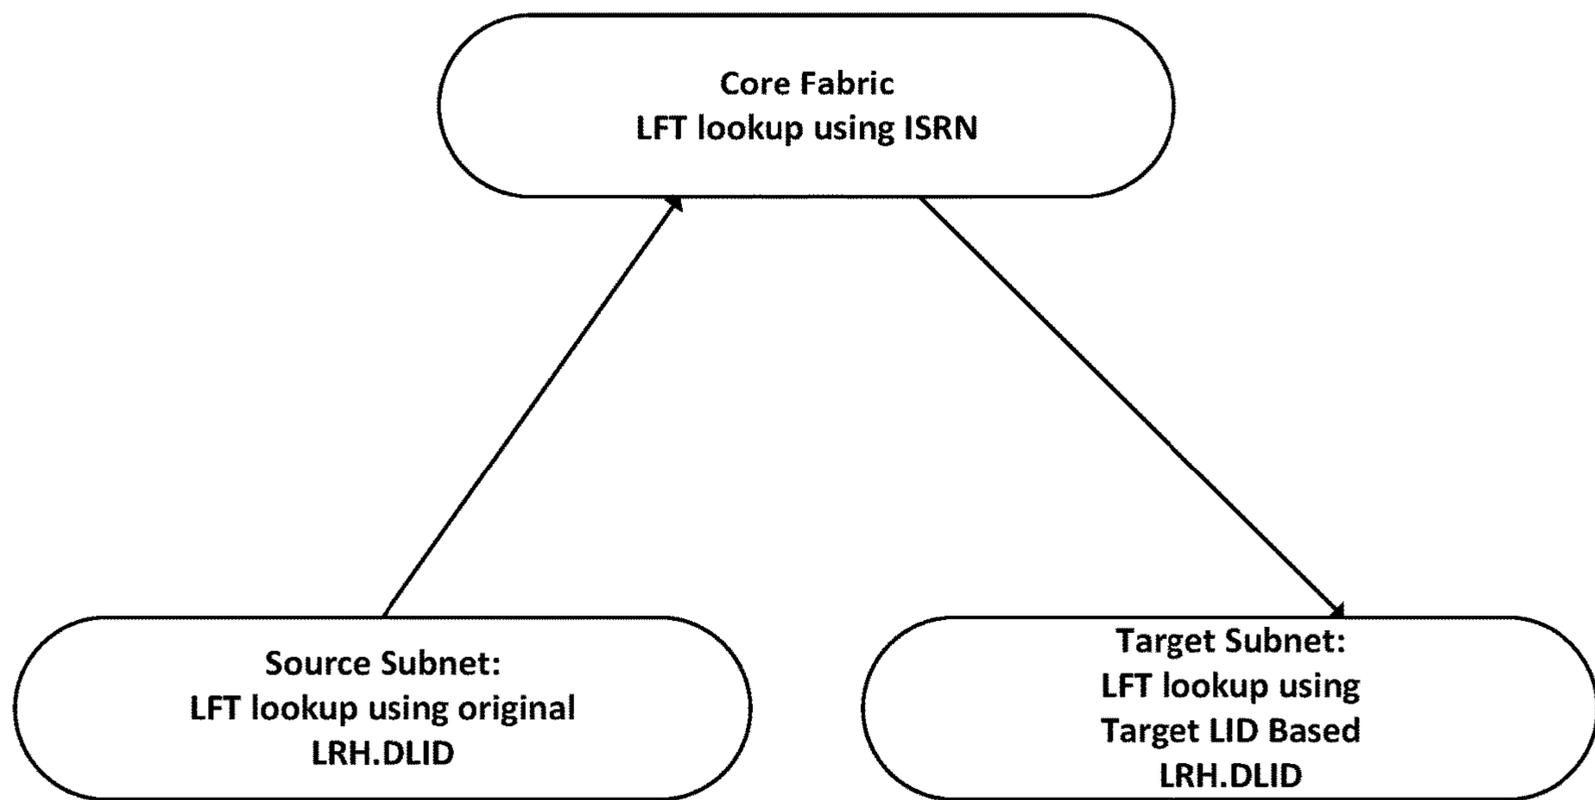 Core Fabric
LFT lookup using ISRN
Source Subnet:
LFT lookup using original
LRH.DLID
Target Subnet:
LFT lookup using
Target LID Based
LRH.DLID